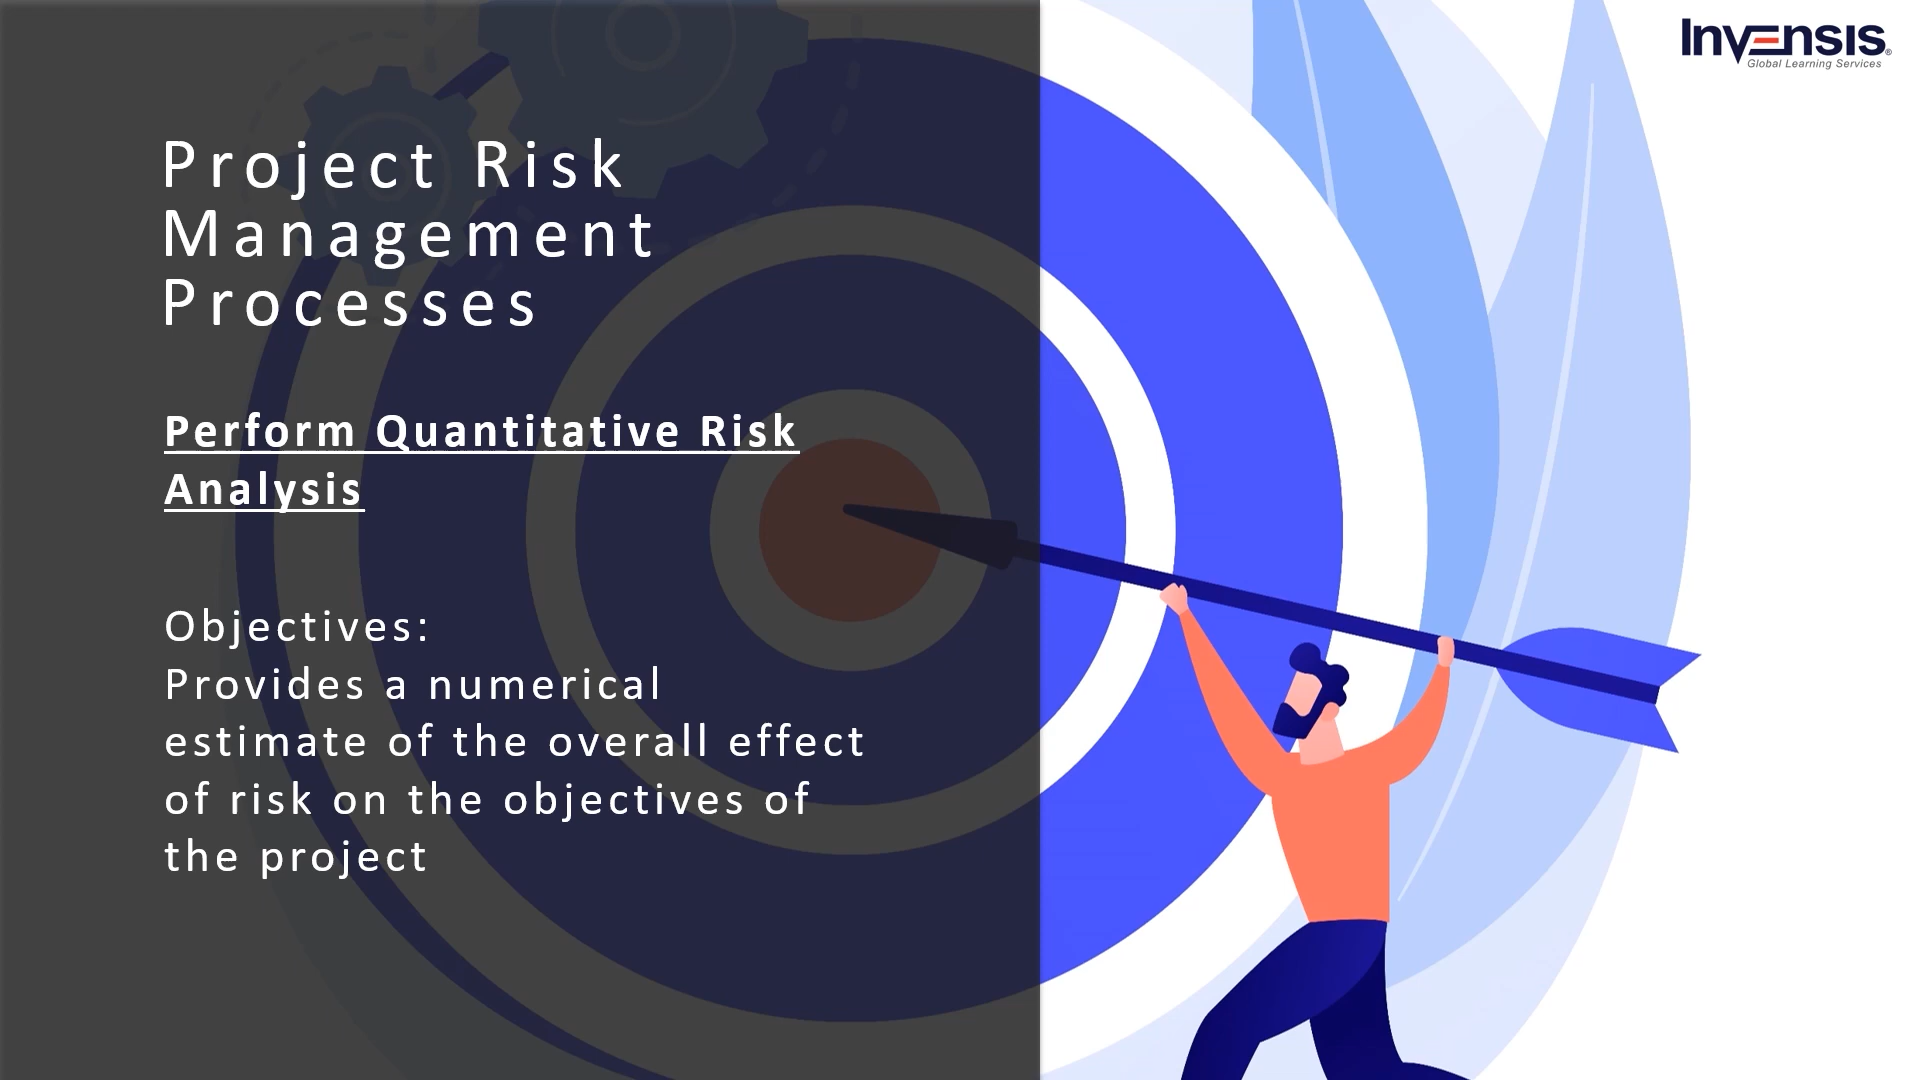 Invensis®
Global Learning Services
Project Risk
Management
Processes
Perform Quantitative Risk
Analysis
Objectives:
Provides a numerical
estimate of the overall effect
of risk on the objectives of
the project